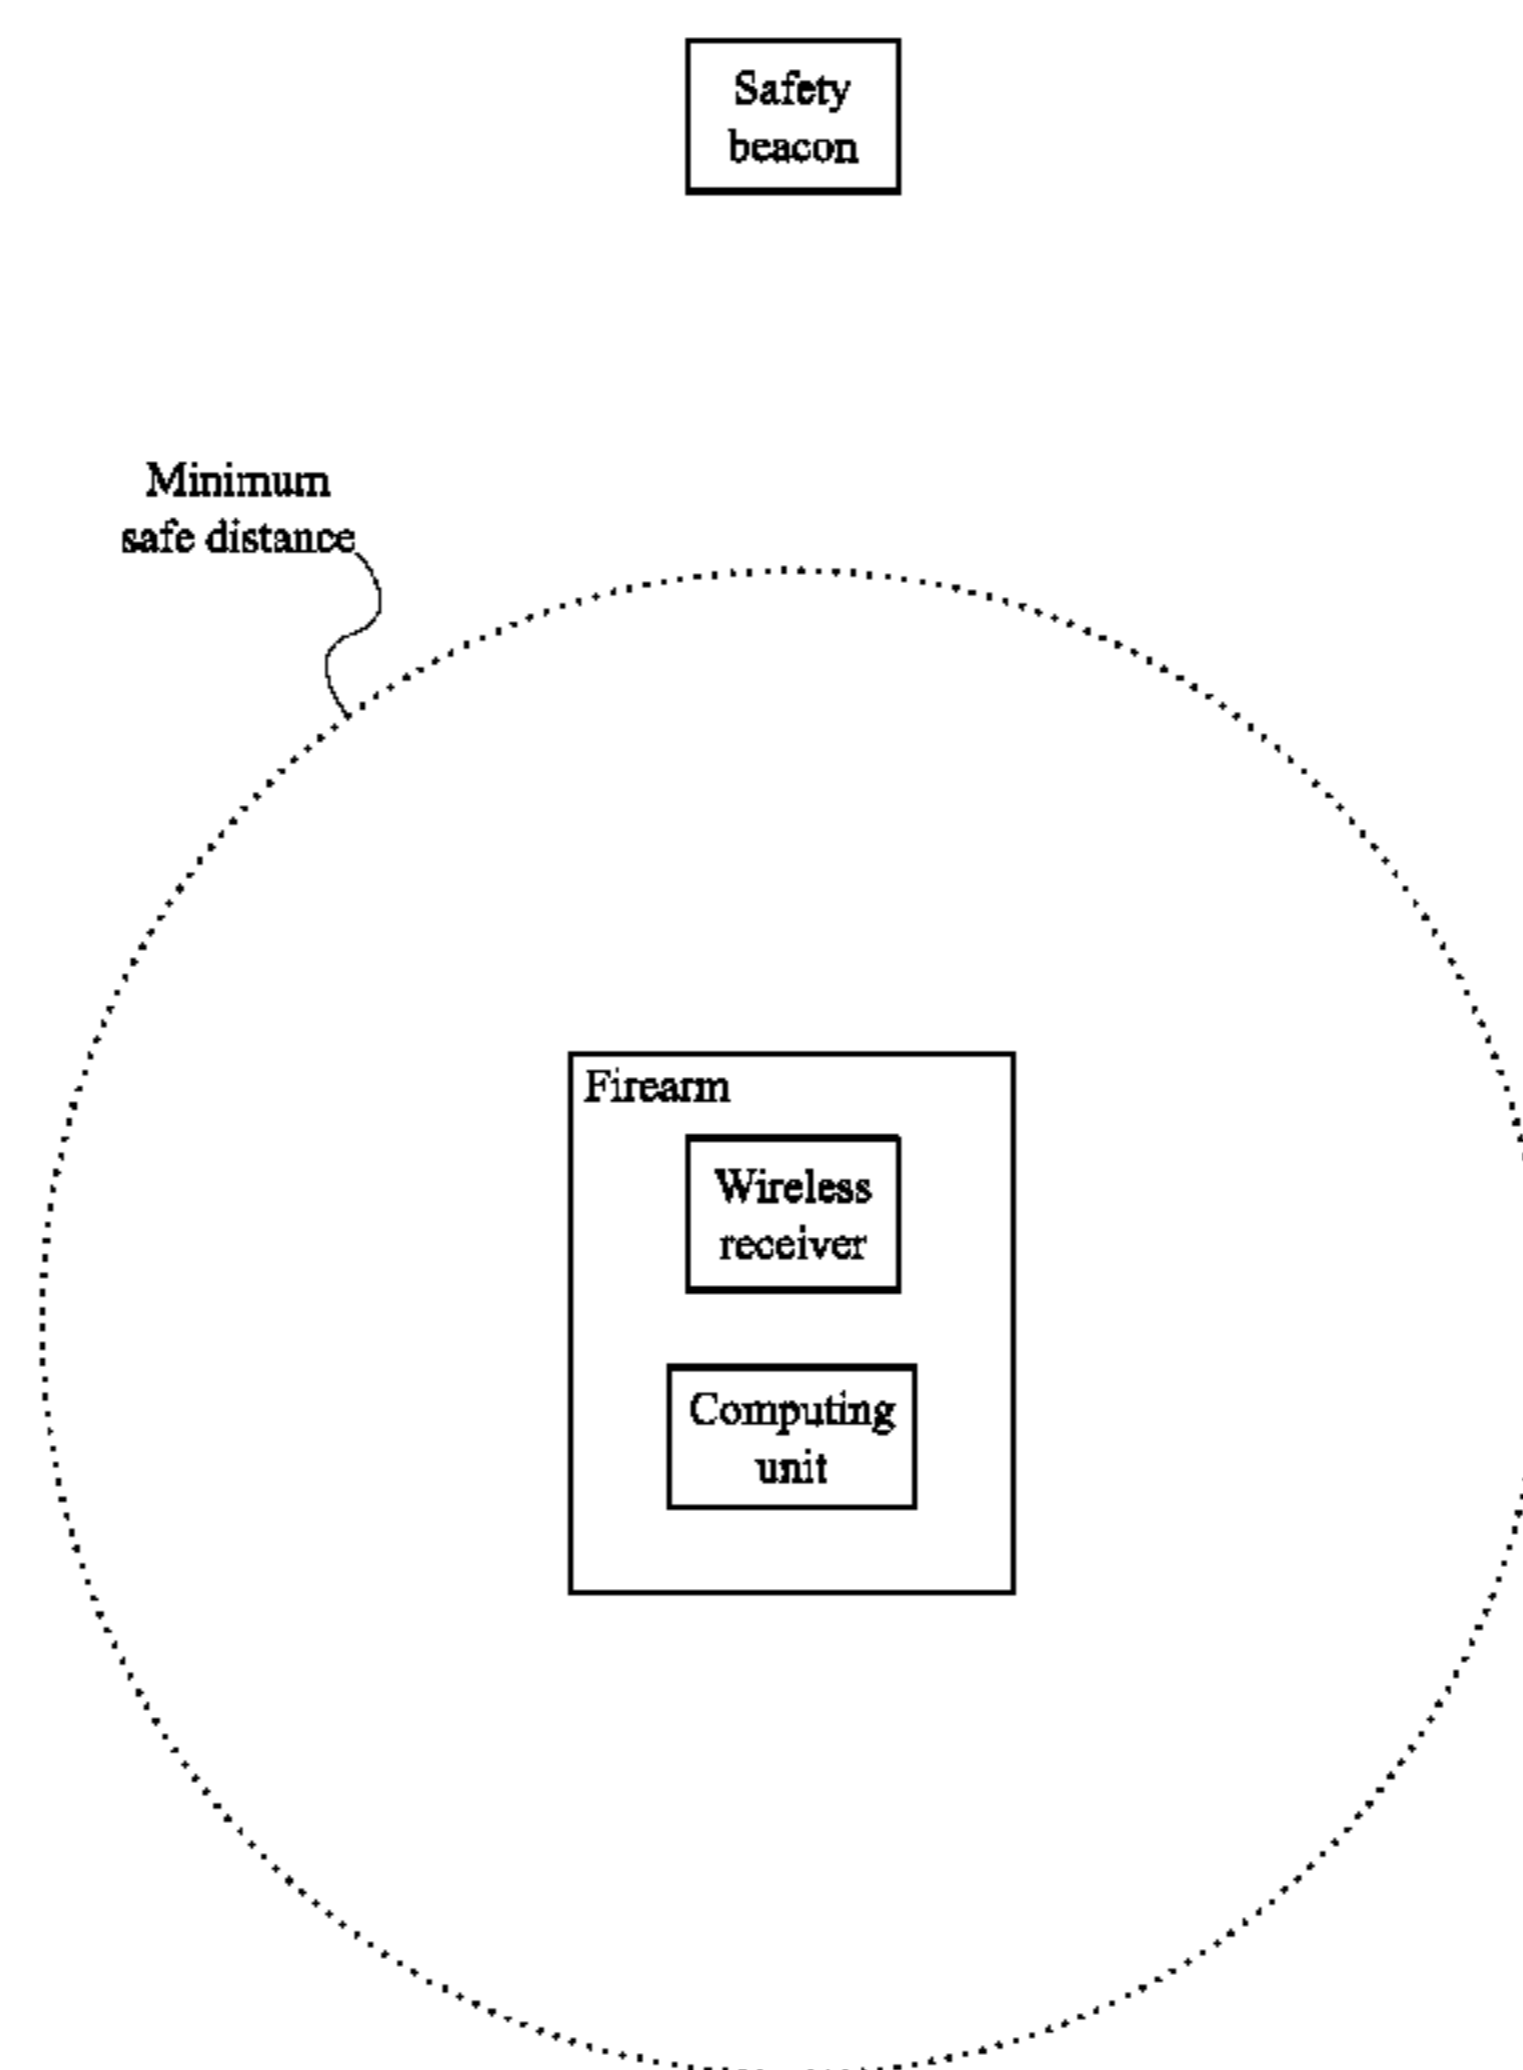 Safety
beacon
Minimum
safe distance
Firearm
Wireless
receiver
Computing
unit